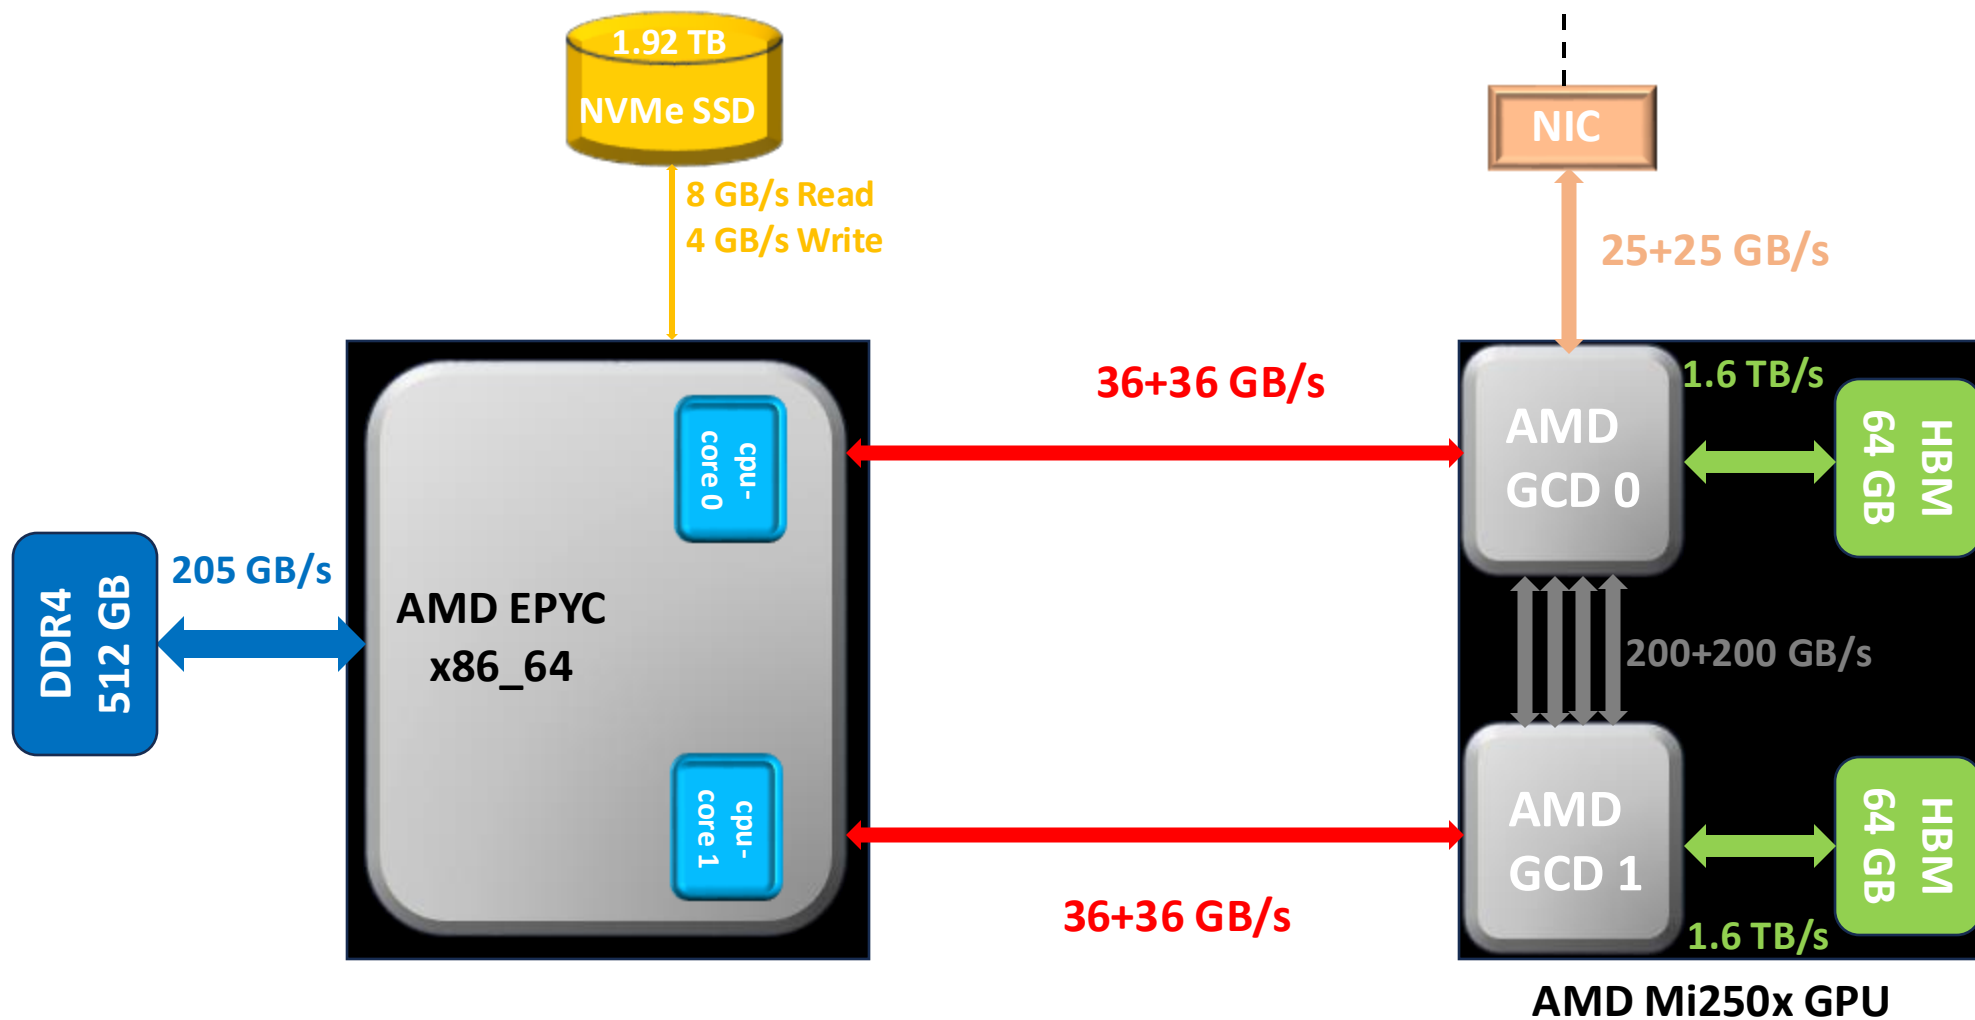 1.92 TB
NVMe SSD
8 GB/s Read
4 GB/s Write
NIC
25+25 GB/s
DDR4
512 GB
205 GB/s
AMD EPYC
x86_64
cpu-
core 0
cpu-
core 1
36+36 GB/s
36+36 GB/s
AMD
GCD 0
1.6 TB/s
HBM
64 GB
200+200 GB/s
AMD
GCD 1
HBM
64 GB
1.6 TB/s
AMD Mi250x GPU